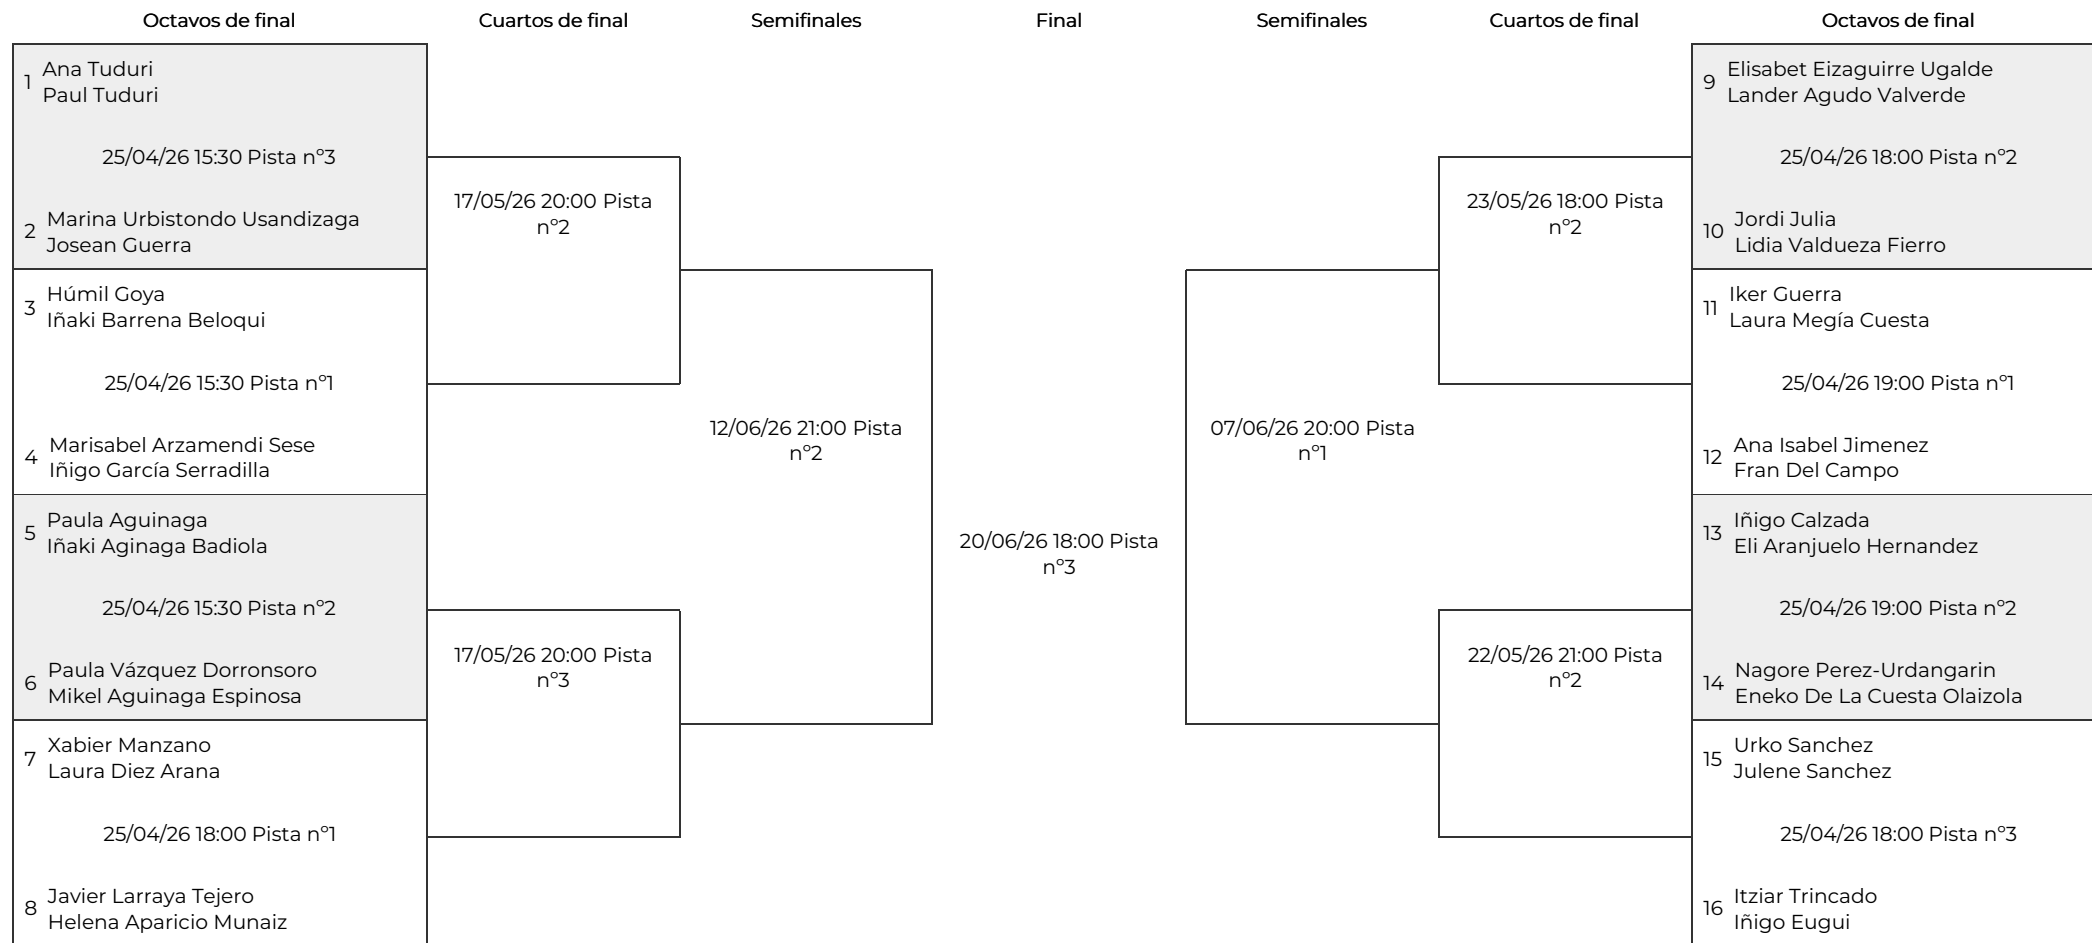 Octavos de final
Cuartos de final
Semifinales
Final
Semifinales
Cuartos de final
Octavos de final
1
Ana Tuduri
Paul Tuduri
25/04/26 15:30 Pista nº3
2
Marina Urbistondo Usandizaga
Josean Guerra
3
Húmil Goya
Iñaki Barrena Beloqui
25/04/26 15:30 Pista nº1
4
Marisabel Arzamendi Sese
Iñigo García Serradilla
5
Paula Aguinaga
Iñaki Aginaga Badiola
25/04/26 15:30 Pista nº2
6
Paula Vázquez Dorronsoro
Mikel Aguinaga Espinosa
7
Xabier Manzano
Laura Diez Arana
25/04/26 18:00 Pista nº1
8
Javier Larraya Tejero
Helena Aparicio Munaiz
17/05/26 20:00 Pista
nº2
17/05/26 20:00 Pista
nº3
12/06/26 21:00 Pista
nº2
20/06/26 18:00 Pista
nº3
07/06/26 20:00 Pista
nº1
23/05/26 18:00 Pista
nº2
22/05/26 21:00 Pista
nº2
9
Elisabet Eizaguirre Ugalde
Lander Agudo Valverde
25/04/26 18:00 Pista nº2
10
Jordi Julia
Lidia Valdueza Fierro
11
Iker Guerra
Laura Megía Cuesta
25/04/26 19:00 Pista nº1
12
Ana Isabel Jimenez
Fran Del Campo
13
Iñigo Calzada
Eli Aranjuelo Hernandez
25/04/26 19:00 Pista nº2
14
Nagore Perez-Urdangarin
Eneko De La Cuesta Olaizola
15
Urko Sanchez
Julene Sanchez
25/04/26 18:00 Pista nº3
16
Itziar Trincado
Iñigo Eugui